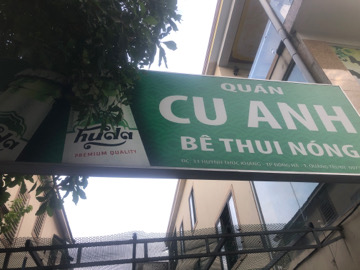 QUÁN
CU ANH
BÊ THUI NÓNG
huda
PREMIUM QUALITY